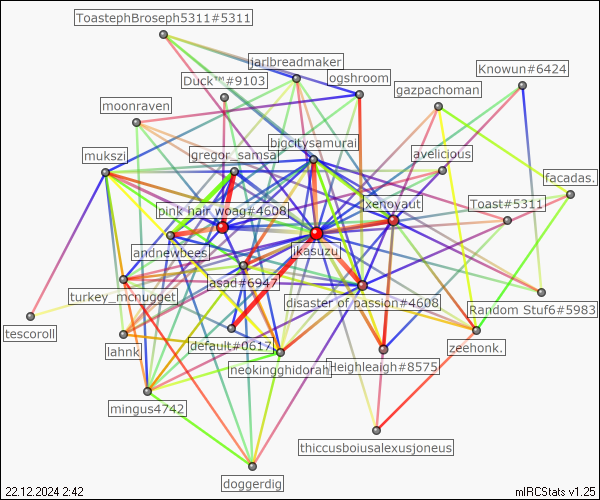 ToastephBroseph5311#5311
jarlbreadmaker
Knowun#6424
Duck™#9103
ogshroom
gazpachoman
moonraven
bigcitysamurai
mukszi
gregor_samsa
avelicious
facadas.
pink hair woag#4608
xenoyaut
Toast#5311
andnewbees
ikasuzu
asad#6947
turkey_mcnugget
disaster of passion#4608
Random Stuf6#5983
tescoroll
lahnk
default#0617
zeehonk.
neokingghidorah
Heighleigh#8575
mingus4742
thiccusboiusalexusjoneus
doggerdig
22.12.2024 2:42
mIRCStats v1.25